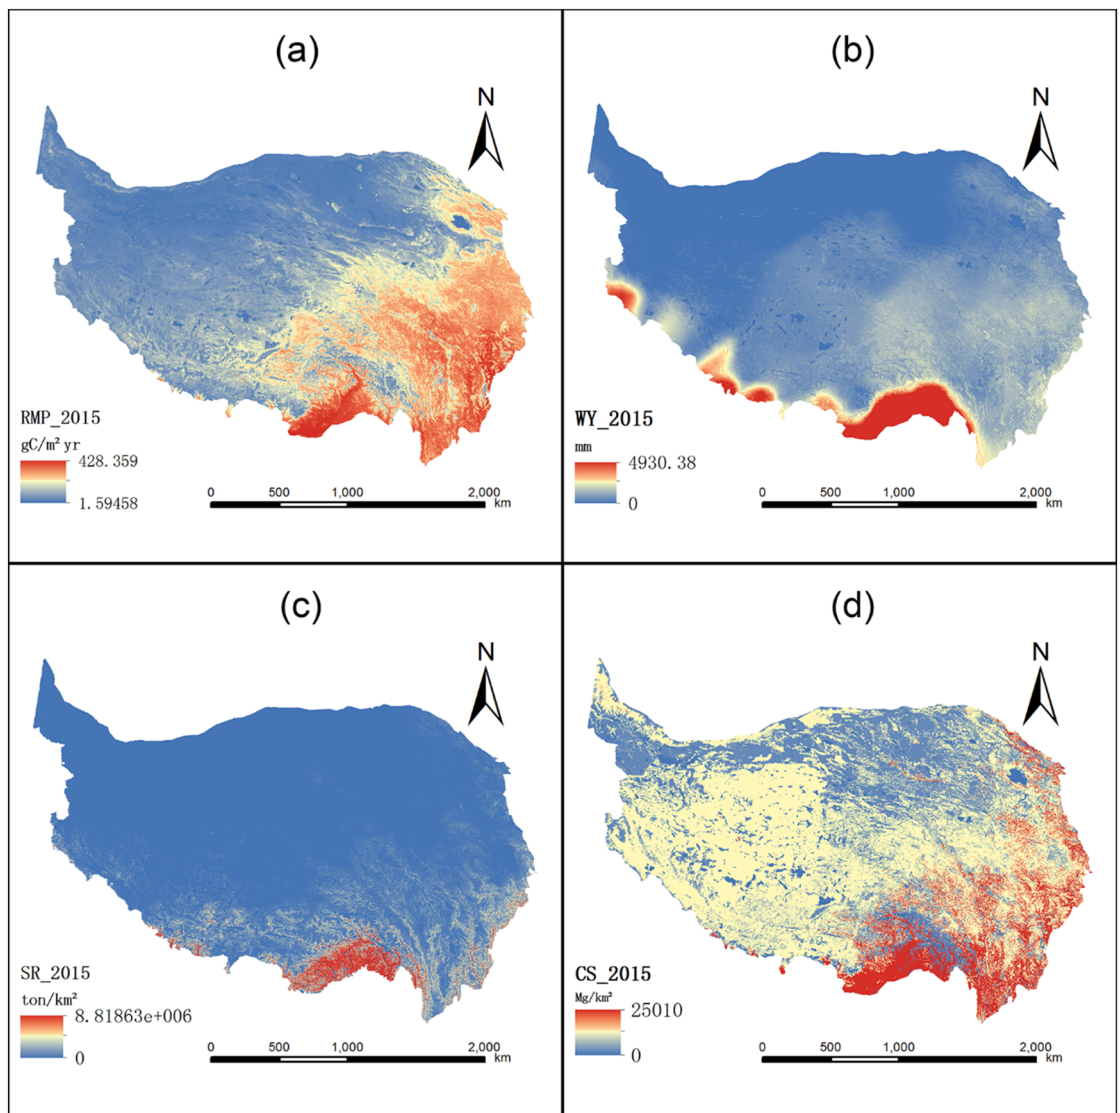 (a)
N
RMP_2015
gC/m² yr
428.359
1.59458
0 500 1,000 2,000
km
(b)
N
WY_2015
mm
4930.38
0
0 500 1,000 2,000
km
(c)
N
SR_2015
ton/km²
8.81863e+006
0
0 500 1,000 2,000
km
(d)
N
CS_2015
Mg/km²
25010
0
0 500 1,000 2,000
km